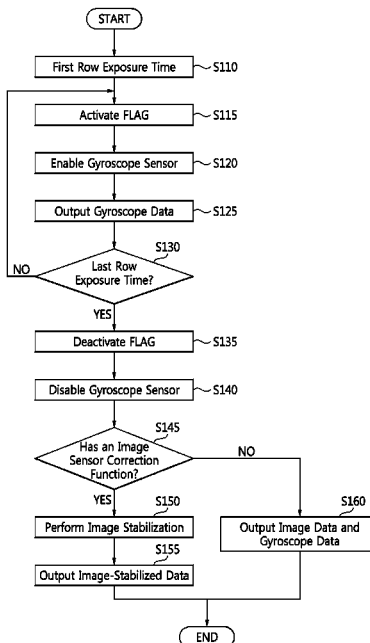 START
First Row Exposure Time
S110
Activate FLAG
S115
Enable Gyroscope Sensor
S120
Output Gyroscope Data
S125
S130
Last Row
Exposure Time?
NO
YES
Deactivate FLAG
S135
Disable Gyroscope Sensor
S140
S145
Has an Image
Sensor Correction
Function?
NO
YES
S150
Perform Image Stabilization
S155
Output Image-Stabilized Data
S160
Output Image Data and
Gyroscope Data
END